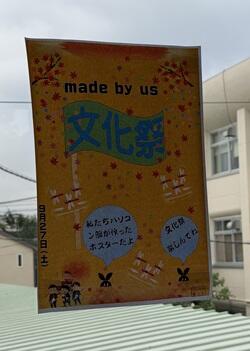 made by us
文化祭
9月27日(土)
私たちパソコ
ン部が作った
ポスターだよ
文化祭
楽しんでね